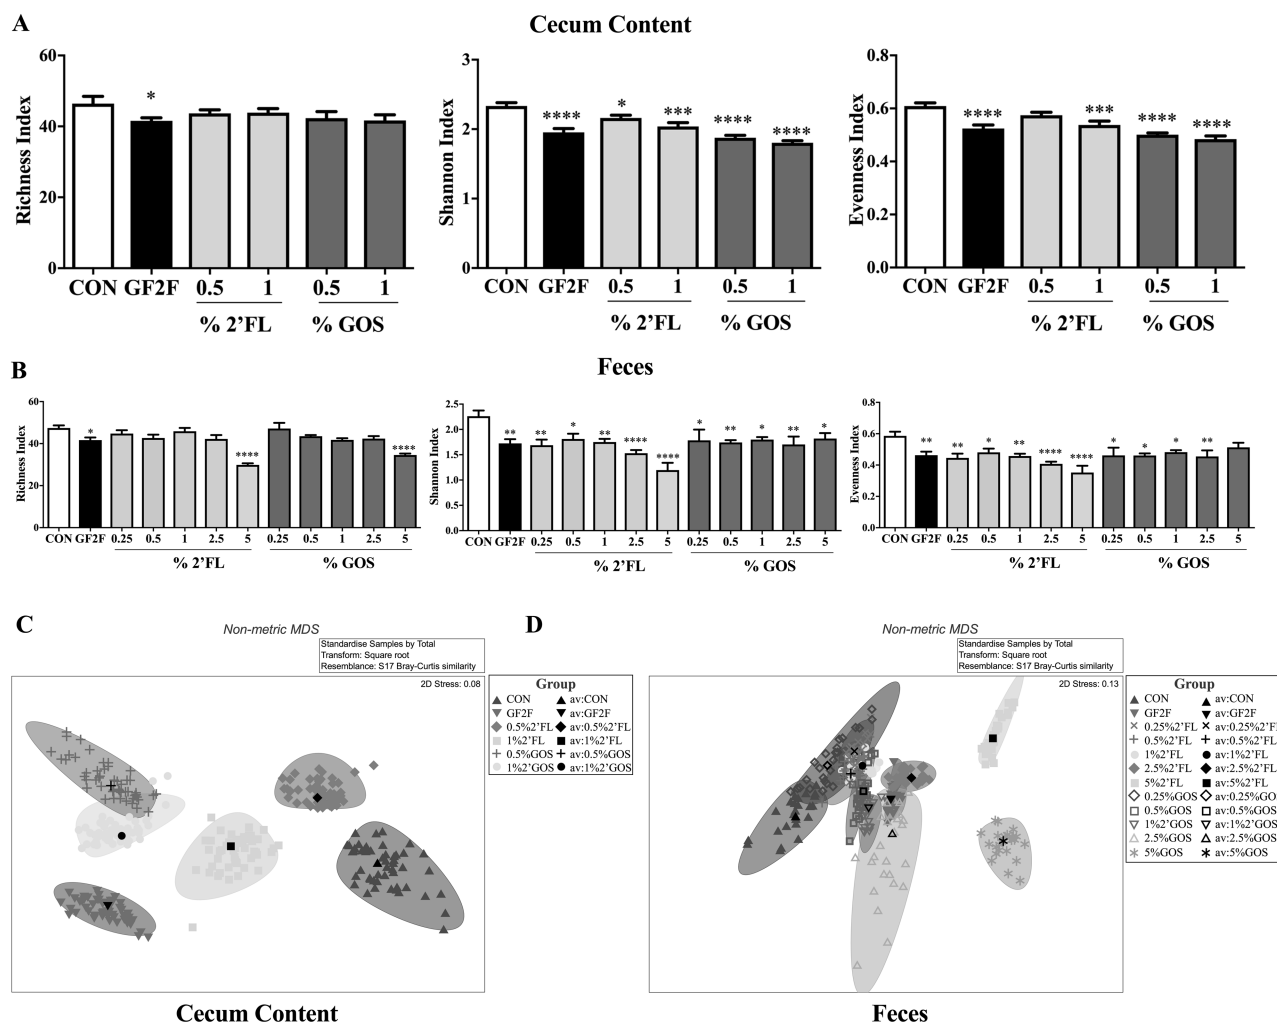 A
Cecum Content
Richness Index
60
40
20
0
*
CON GF2F 0.5 1 0.5 1
% 2'FL % GOS
Shannon Index
3
2
1
0
**** * *** **** ****
CON GF2F 0.5 1 0.5 1
% 2'FL % GOS
Evenness Index
0.8
0.6
0.4
0.2
0.0
**** *** **** ****
CON GF2F 0.5 1 0.5 1
% 2'FL % GOS
B
Feces
Richness Index
60
40
20
0
* **** ****
CON GF2F 0.25 0.5 1 2.5 5 0.25 0.5 1 2.5 5
% 2'FL % GOS
Shannon Index
2.5
2.0
1.5
1.0
0.5
0.0
** ** * ** **** **** * ** * ** *
CON GF2F 0.25 0.5 1 2.5 5 0.25 0.5 1 2.5 5
% 2'FL % GOS
Evenness Index
0.8
0.6
0.4
0.2
0.0
** ** * ** **** **** * * * **
CON GF2F 0.25 0.5 1 2.5 5 0.25 0.5 1 2.5 5
% 2'FL % GOS
C
Non-metric MDS
Standardise Samples by Total
Transform: Square root
Resemblance: S17 Bray-Curtis similarity
2D Stress: 0.08
Group
CON av:CON
GF2F av:GF2F
0.5%2'FL av:0.5%2'FL
1%2'FL av:1%2'FL
0.5%GOS av:0.5%GOS
1%2'GOS av:1%2'GOS
Cecum Content
D
Non-metric MDS
Standardise Samples by Total
Transform: Square root
Resemblance: S17 Bray-Curtis similarity
2D Stress: 0.13
Group
CON av:CON
GF2F av:GF2F
0.25%2'FL av:0.25%2'FL
0.5%2'FL av:0.5%2'FL
1%2'FL av:1%2'FL
2.5%2'FL av:2.5%2'FL
5%2'FL av:5%2'FL
0.25%GOS av:0.25%GOS
0.5%GOS av:0.5%GOS
1%2'GOS av:1%2'GOS
2.5%GOS av:2.5%GOS
5%GOS av:5%GOS
Feces